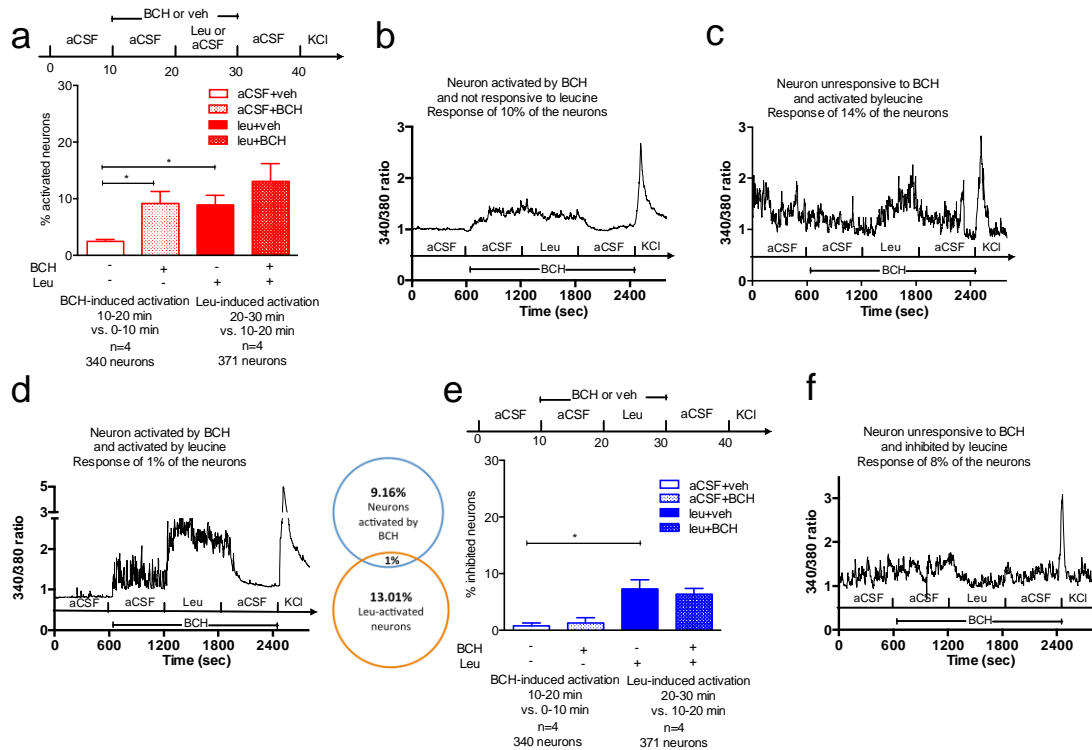 a
BCH or veh
aCSF aCSF Leu or aCSF aCSF KCl
0 10 20 30 40
30
20
10
0
% activated neurons
aCSF+veh
aCSF+BCH
leu+veh
leu+BCH
*
*
BCH - + - +
Leu - - + +
BCH-induced activation
10-20 min
vs. 0-10 min
n=4
340 neurons
Leu-induced activation
20-30 min
vs. 10-20 min
n=4
371 neurons
b
Neuron activated by BCH
and not responsive to leucine
Response of 10% of the neurons
3
2
1
0
340/380 ratio
aCSF aCSF Leu aCSF KCl
BCH
0 600 1200 1800 2400
Time (sec)
c
Neuron unresponsive to BCH
and activated byleucine
Response of 14% of the neurons
3
2
1
0
340/380 ratio
aCSF aCSF Leu aCSF KCl
BCH
0 600 1200 1800 2400
Time (sec)
d
Neuron activated by BCH
and activated by leucine
Response of 1% of the neurons
5
3
2
1
0
340/380 ratio
aCSF aCSF Leu aCSF KCl
BCH
0 600 1200 1800 2400
Time (sec)
9.16%
Neurons
activated by
BCH
1%
13.01%
Leu-activated
neurons
e
BCH or veh
aCSF aCSF Leu aCSF KCl
0 10 20 30 40
30
20
10
0
% inhibited neurons
aCSF+veh
aCSF+BCH
leu+veh
leu+BCH
*
BCH - + - +
Leu - - + +
BCH-induced activation
10-20 min
vs. 0-10 min
n=4
340 neurons
Leu-induced activation
20-30 min
vs. 10-20 min
n=4
371 neurons
f
Neuron unresponsive to BCH
and inhibited by leucine
Response of 8% of the neurons
4
3
2
1
0
340/380 ratio
aCSF aCSF Leu aCSF KCl
BCH
0 600 1200 1800 2400
Time (sec)